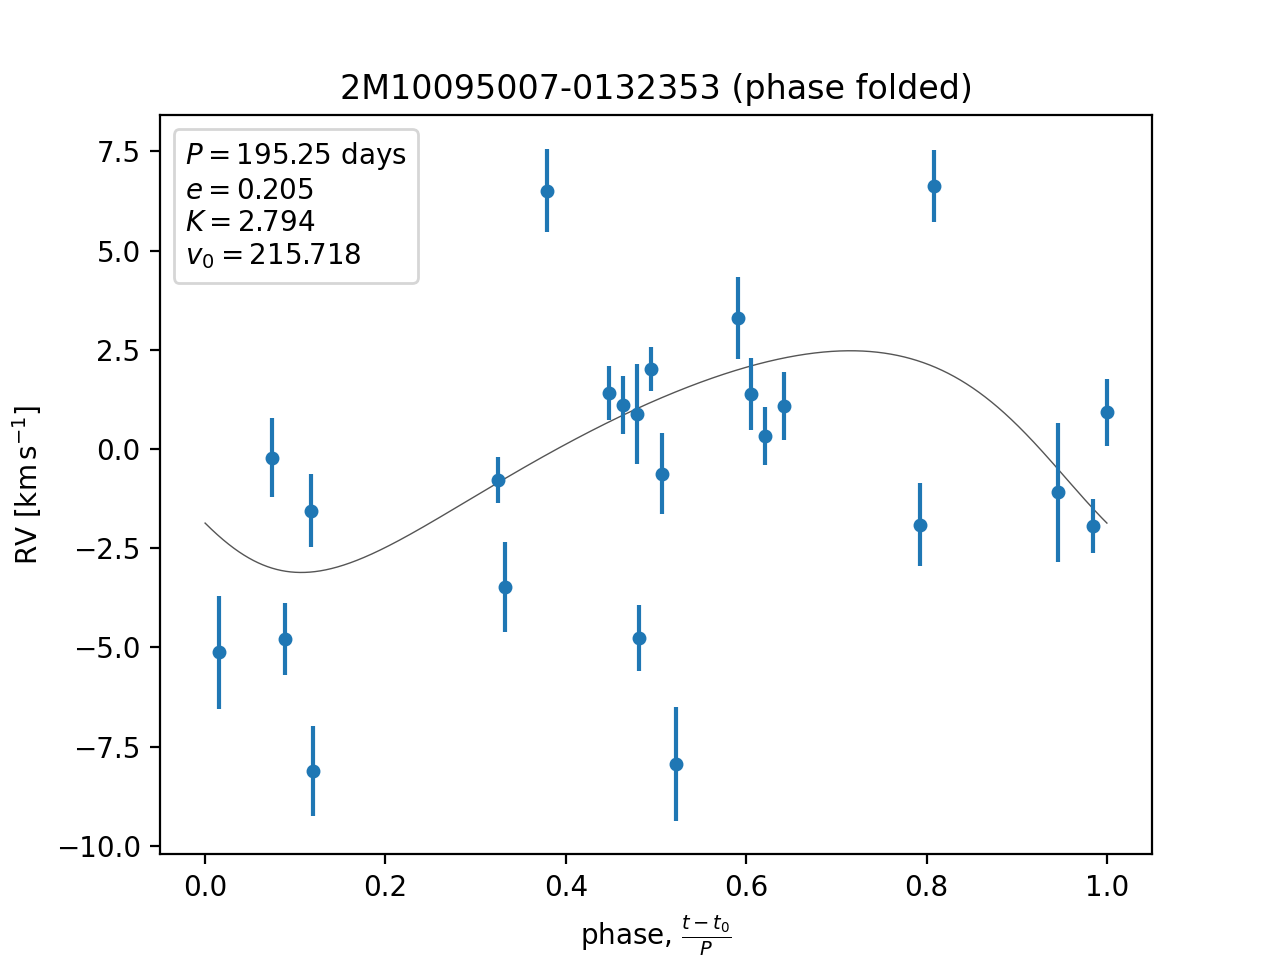 2M10095007-0132353 (phase folded)
P = 195.25 days
e = 0.205
K = 2.794
v₀ = 215.718
7.5
5.0
2.5
0.0
−2.5
−5.0
−7.5
−10.0
RV [km s⁻¹]
0.0 0.2 0.4 0.6 0.8 1.0
phase, (t − t₀)/P